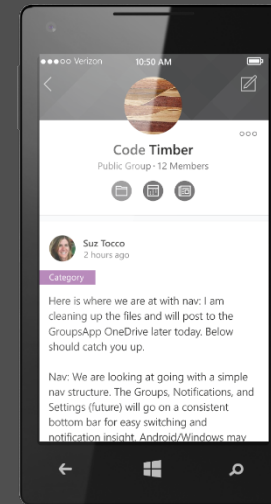 Verizon 10:50 AM
Code Timber
Public Group · 12 Members
Suz Tocco
2 hours ago
Category
Here is where we are at with nav: I am
cleaning up the files and will post to the
GroupsApp OneDrive later today. Below
should catch you up.
Nav: We are looking at going with a simple
nav structure. The Groups, Notifications, and
Settings (future) will go on a consistent
bottom bar for easy switching and
notification insight. Android/Windows may